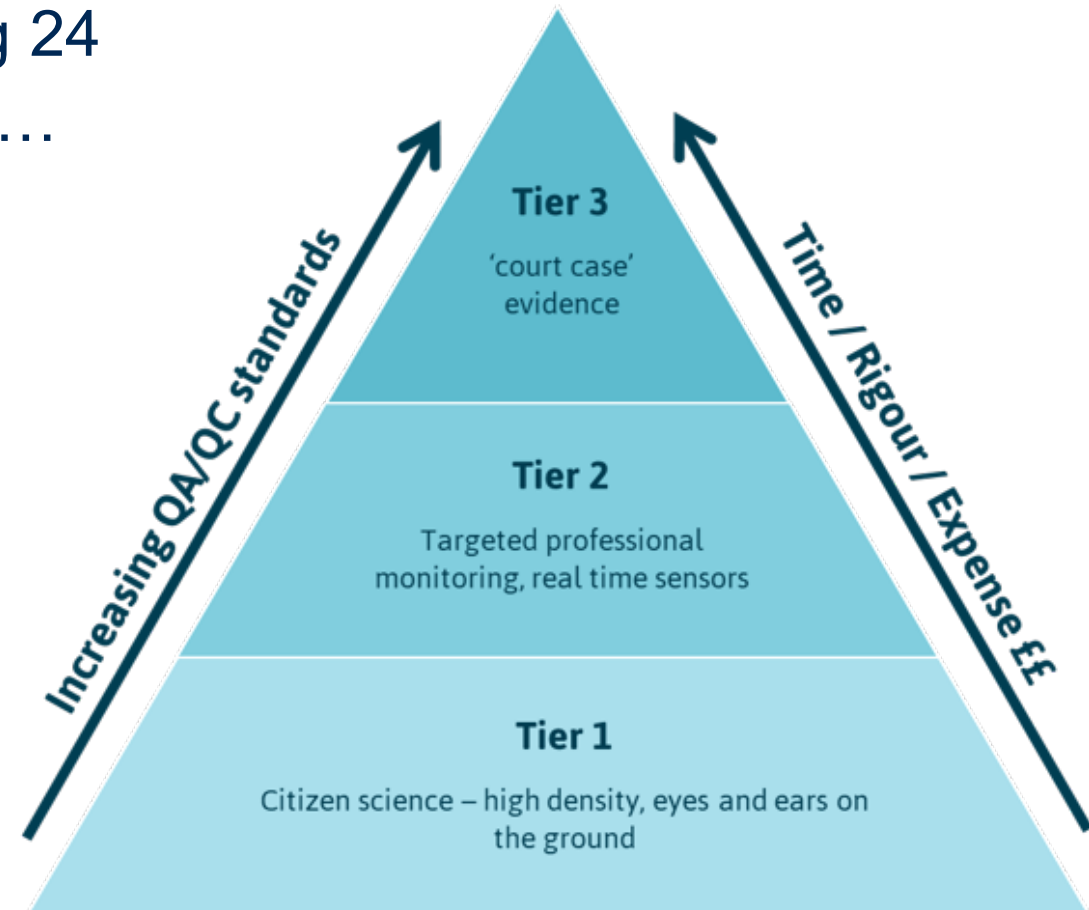 g 24
…
Tier 3
‘court case’
evidence
Increasing QA/QC standards
Time / Rigour / Expense ££
Tier 2
Targeted professional
monitoring, real time sensors
Tier 1
Citizen science – high density, eyes and ears on
the ground